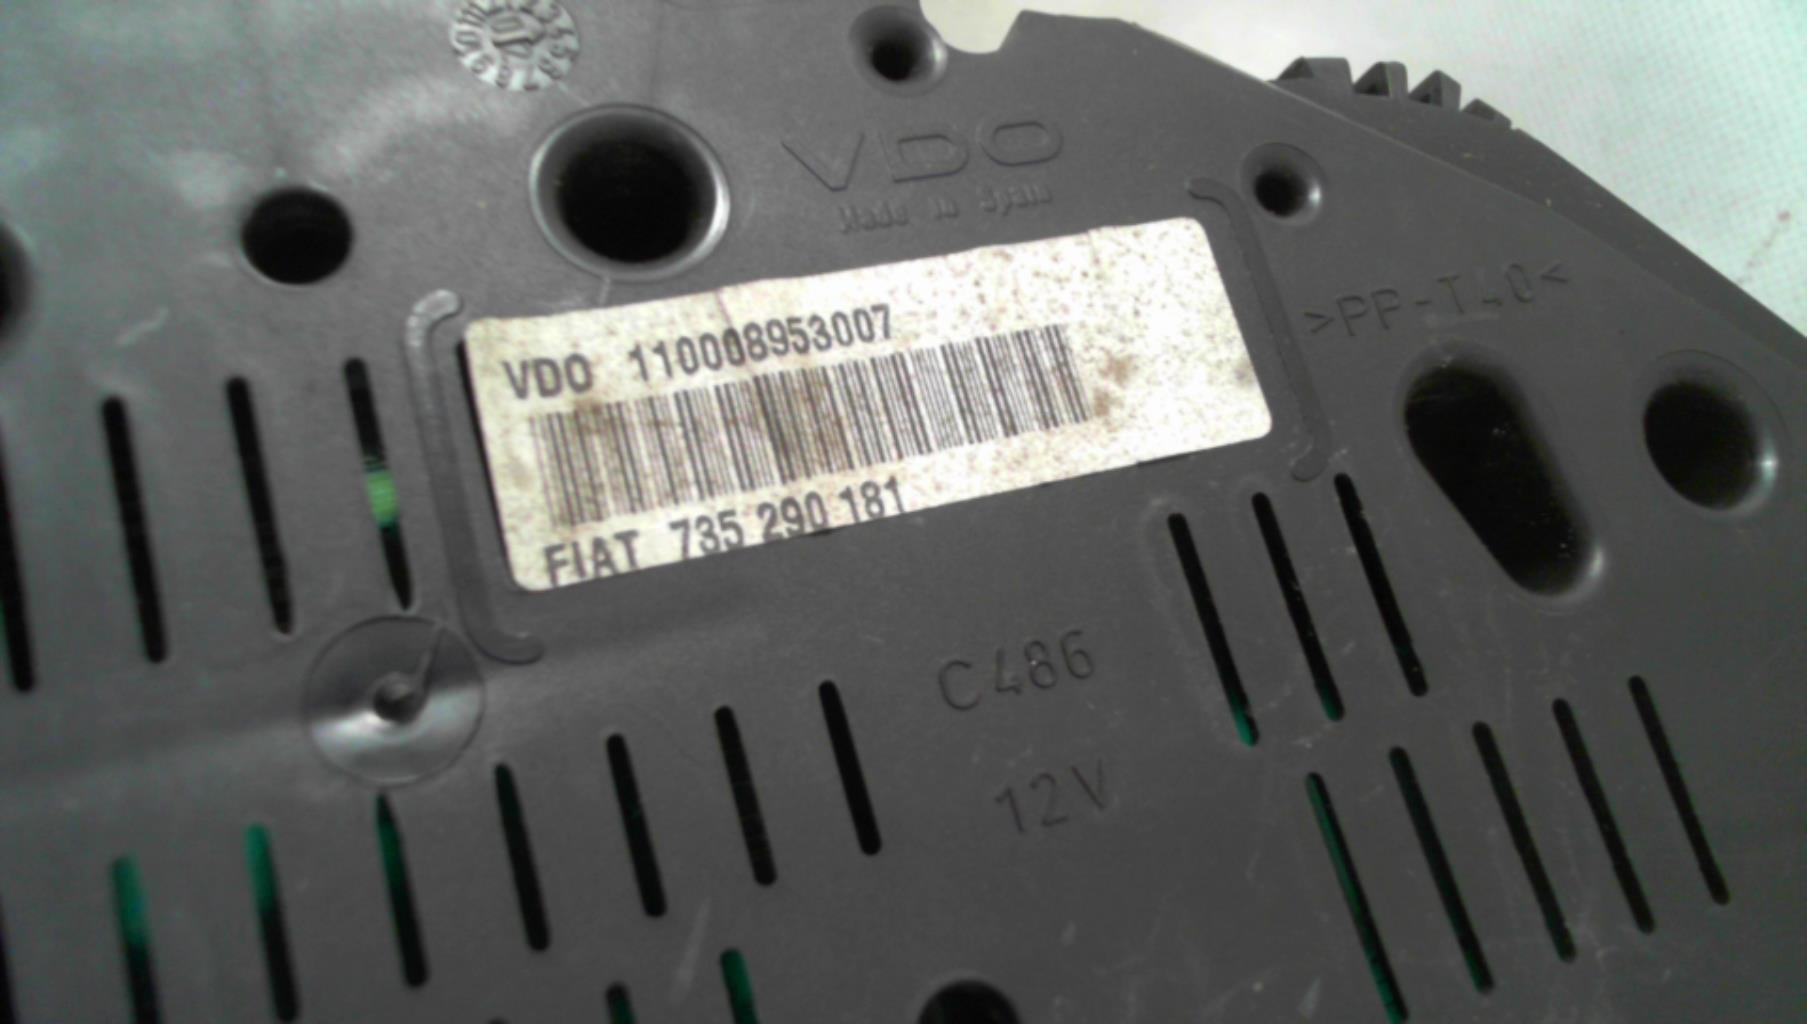 VDO
Made in Spain
VDO 110008953007
FIAT 735 290 181
>PP-T40<
C486
12V